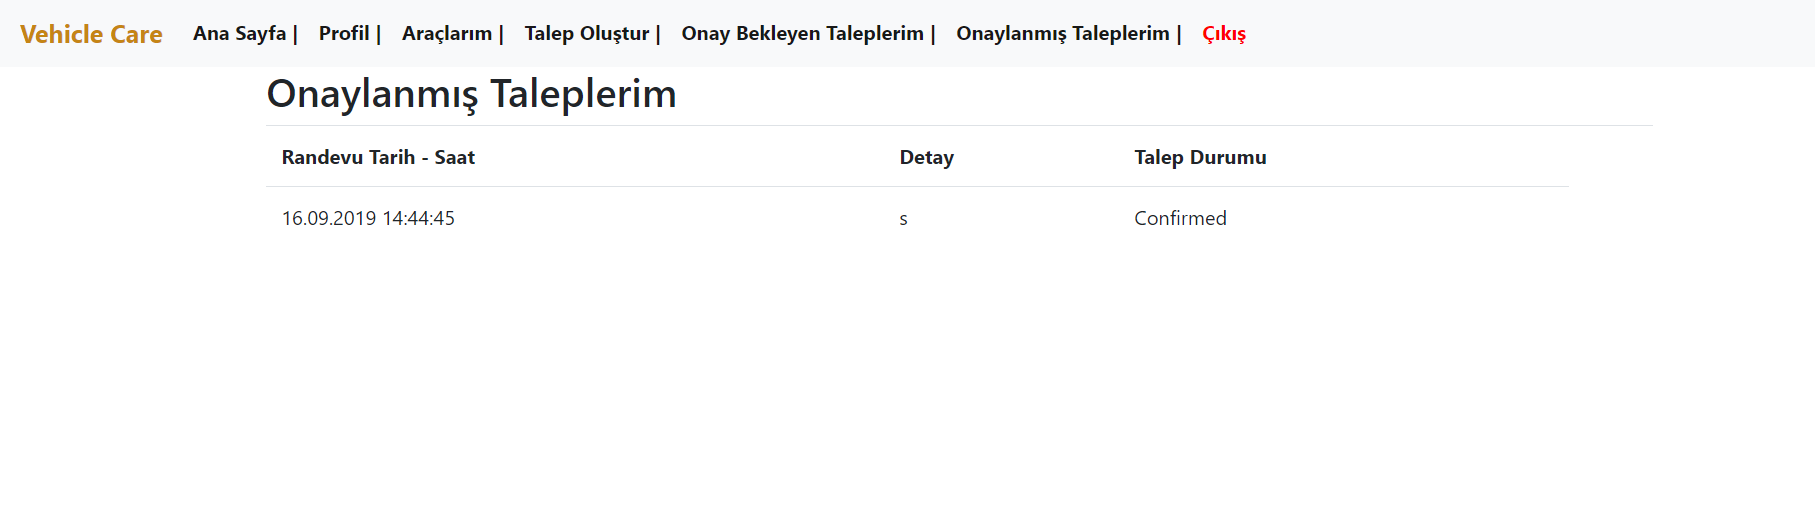 Vehicle Care Ana Sayfa | Profil | Araçlarım | Talep Oluştur | Onay Bekleyen Taleplerim | Onaylanmış Taleplerim | Çıkış
Onaylanmış Taleplerim
Randevu Tarih - Saat Detay Talep Durumu
16.09.2019 14:44:45 s Confirmed